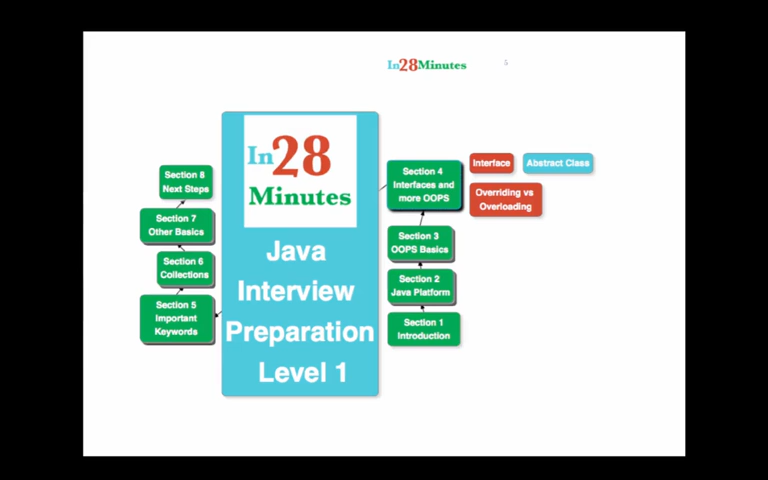 In28Minutes
In 28
Minutes
Java
Interview
Preparation
Level 1
Section 8
Next Steps
Section 7
Other Basics
Section 6
Collections
Section 5
Important
Keywords
Section 4
Interfaces and
more OOPS
Section 3
OOPS Basics
Section 2
Java Platform
Section 1
Introduction
Interface
Abstract Class
Overriding vs
Overloading